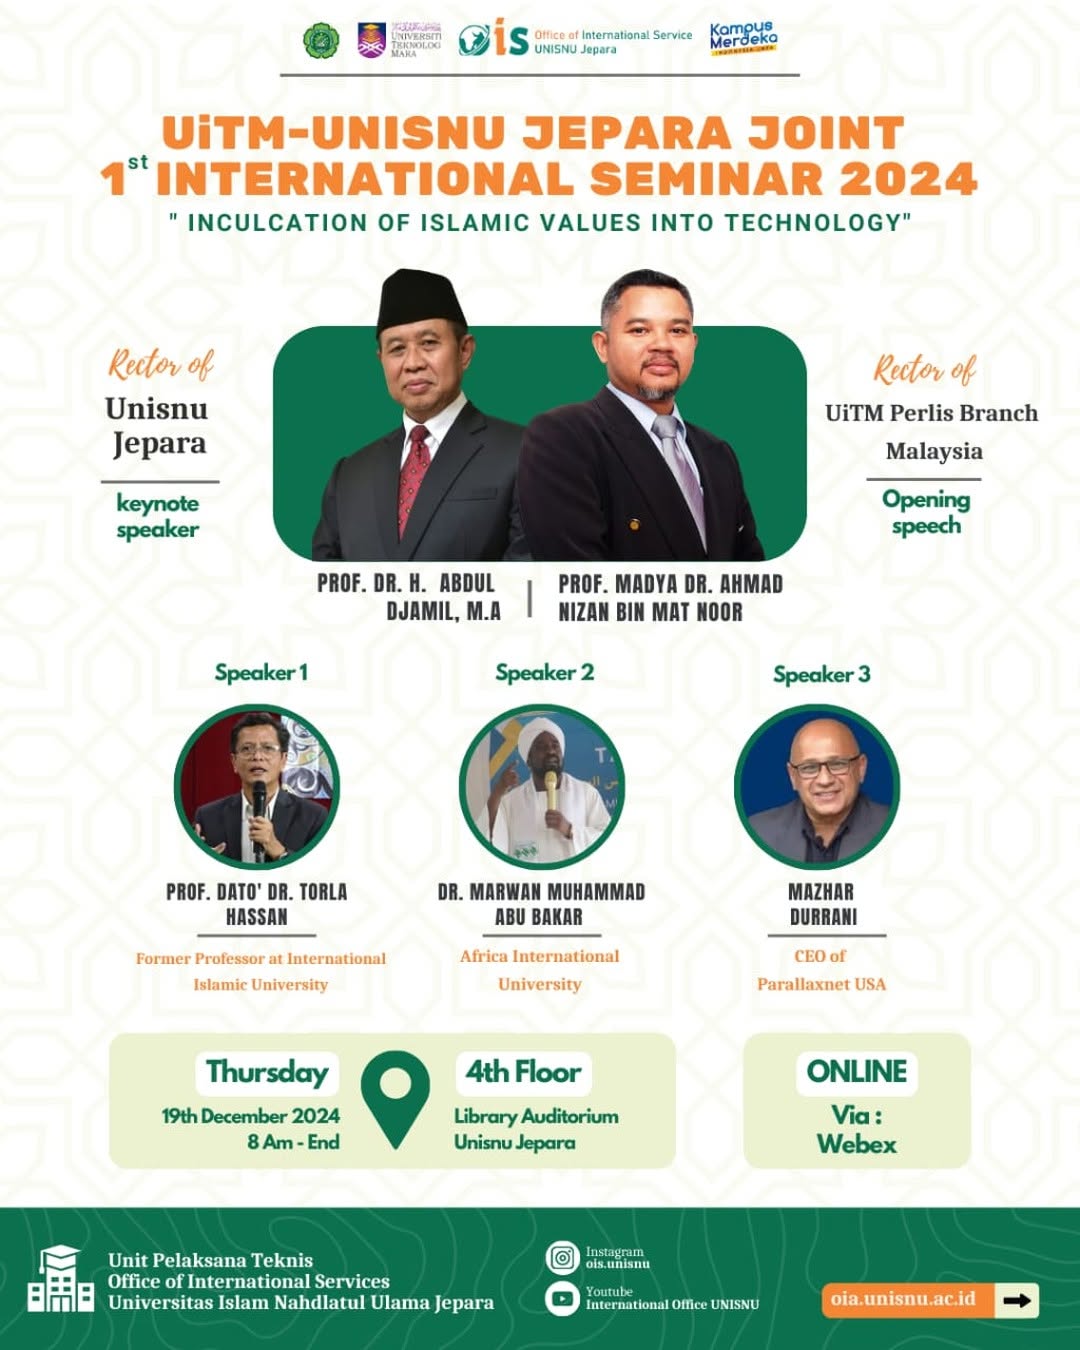 UNIVERSITI
TEKNOLOGI
MARA
OIS
Office of International Service
UNISNU Jepara
Kampus
Merdeka
INDONESIA JAYA
UiTM-UNISNU JEPARA JOINT
1st INTERNATIONAL SEMINAR 2024
" INCULCATION OF ISLAMIC VALUES INTO TECHNOLOGY"
Rector of
Unisnu
Jepara
keynote
speaker
Rector of
UiTM Perlis Branch
Malaysia
Opening
speech
PROF. DR. H. ABDUL
DJAMIL, M.A
PROF. MADYA DR. AHMAD
NIZAN BIN MAT NOOR
Speaker 1
Speaker 2
Speaker 3
PROF. DATO' DR. TORLA
HASSAN
Former Professor at International
Islamic University
DR. MARWAN MUHAMMAD
ABU BAKAR
Africa International
University
MAZHAR
DURRANI
CEO of
Parallaxnet USA
Thursday
19th December 2024
8 Am - End
4th Floor
Library Auditorium
Unisnu Jepara
ONLINE
Via :
Webex
Unit Pelaksana Teknis
Office of International Services
Universitas Islam Nahdlatul Ulama Jepara
Instagram
ois.unisnu
Youtube
International Office UNISNU
oia.unisnu.ac.id